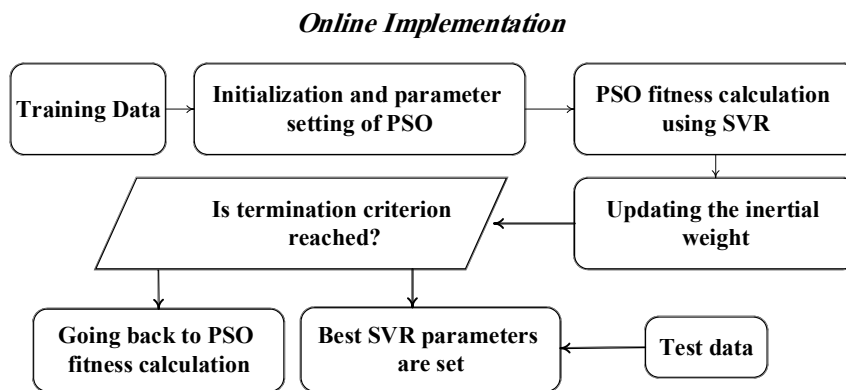 Online Implementation
Training Data
Initialization and parameter
setting of PSO
PSO fitness calculation
using SVR
Is termination criterion
reached?
Updating the inertial
weight
Going back to PSO
fitness calculation
Best SVR parameters
are set
Test data